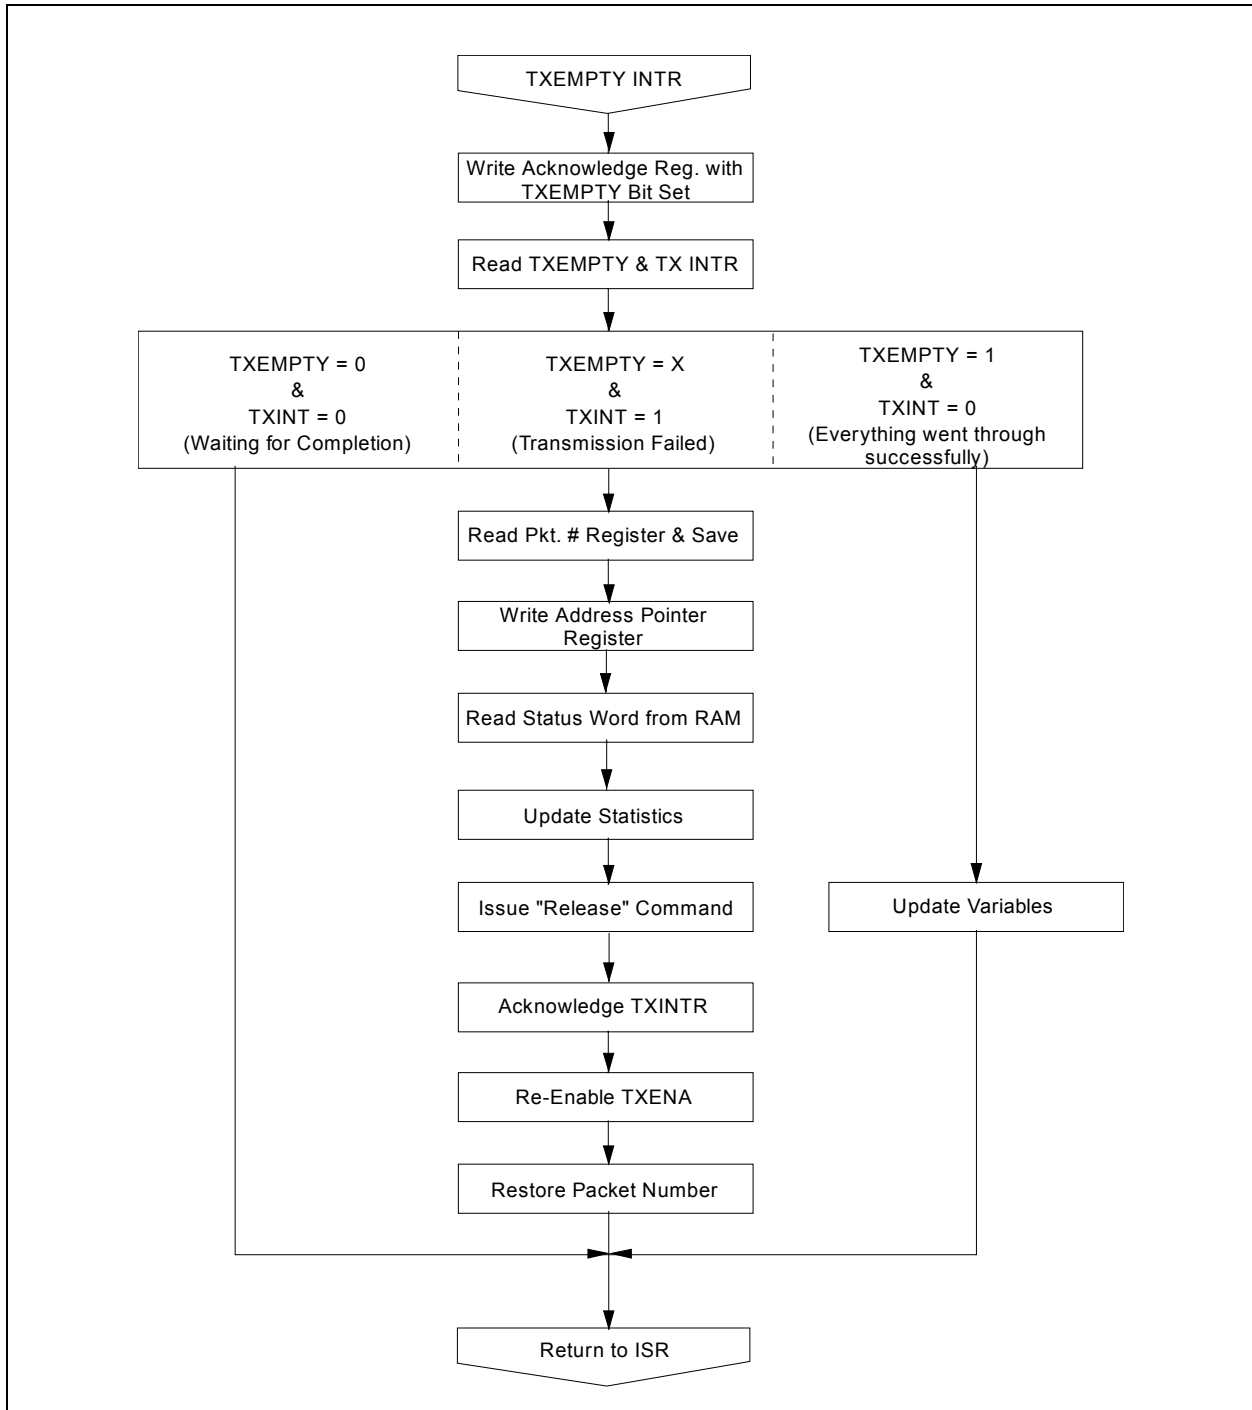 TXEMPTY INTR
Write Acknowledge Reg. with
TXEMPTY Bit Set
Read TXEMPTY & TX INTR
TXEMPTY = 0
&
TXINT = 0
(Waiting for Completion)
TXEMPTY = X
&
TXINT = 1
(Transmission Failed)
TXEMPTY = 1
&
TXINT = 0
(Everything went through
successfully)
Read Pkt. # Register & Save
Write Address Pointer
Register
Read Status Word from RAM
Update Statistics
Issue "Release" Command
Update Variables
Acknowledge TXINTR
Re-Enable TXENA
Restore Packet Number
Return to ISR